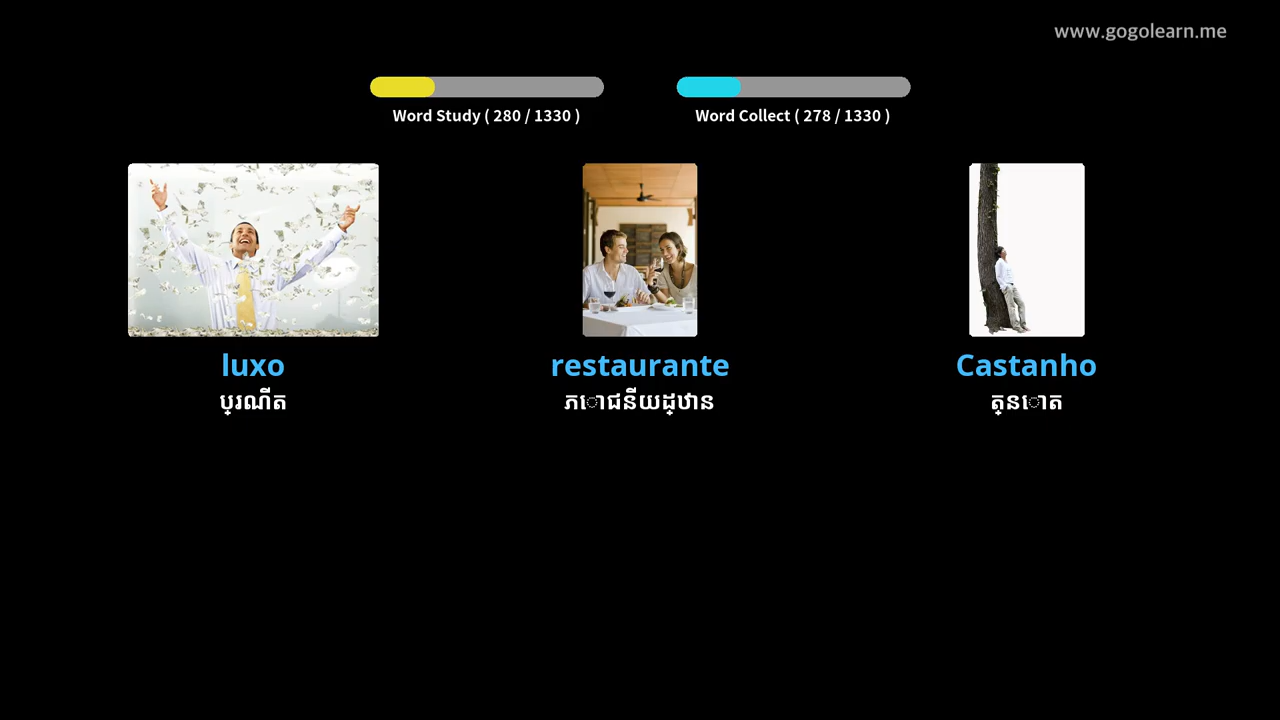 www.gogolearn.me
Word Study ( 280 / 1330 )
Word Collect ( 278 / 1330 )
luxo
restaurante
Castanho
ប្រណីត
ភោជនីយដ្ឋាន
ត្នោត